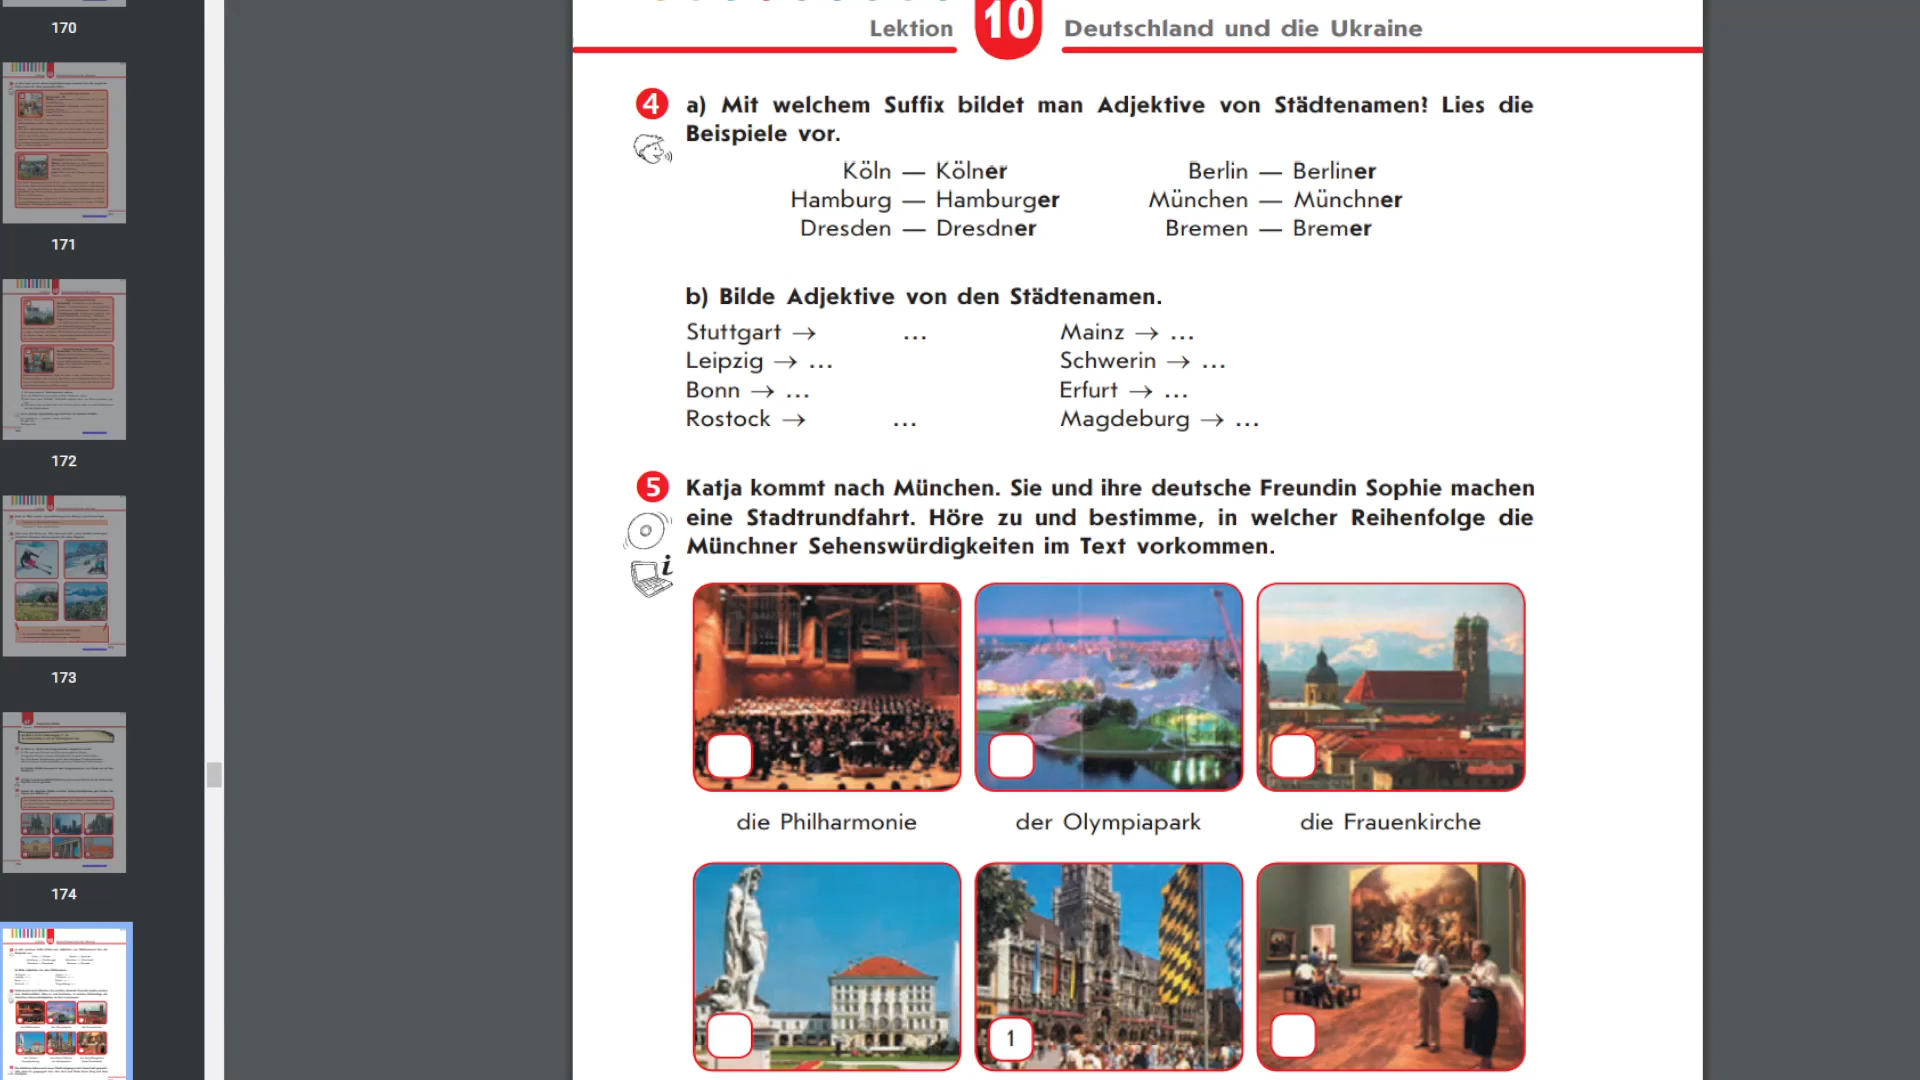 170
171
172
173
174
Lektion 10 Deutschland und die Ukraine
4 a) Mit welchem Suffix bildet man Adjektive von Städtenamen? Lies die
Beispiele vor.
Köln — Kölner Berlin — Berliner
Hamburg — Hamburger München — Münchner
Dresden — Dresdner Bremen — Bremer
b) Bilde Adjektive von den Städtenamen.
Stuttgart → ... Mainz → ...
Leipzig → ... Schwerin → ...
Bonn → ... Erfurt → ...
Rostock → ... Magdeburg → ...
5 Katja kommt nach München. Sie und ihre deutsche Freundin Sophie machen
eine Stadtrundfahrt. Höre zu und bestimme, in welcher Reihenfolge die
Münchner Sehenswürdigkeiten im Text vorkommen.
i
die Philharmonie der Olympiapark die Frauenkirche
1